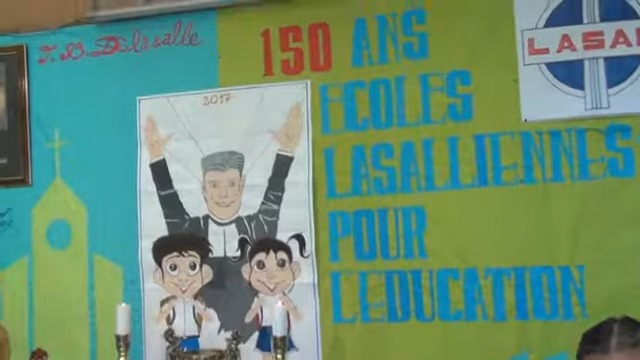 J. B. De la salle
2017
150 ANS
ECOLES
LASALLIENNES
POUR
L'EDUCATION
LASAL